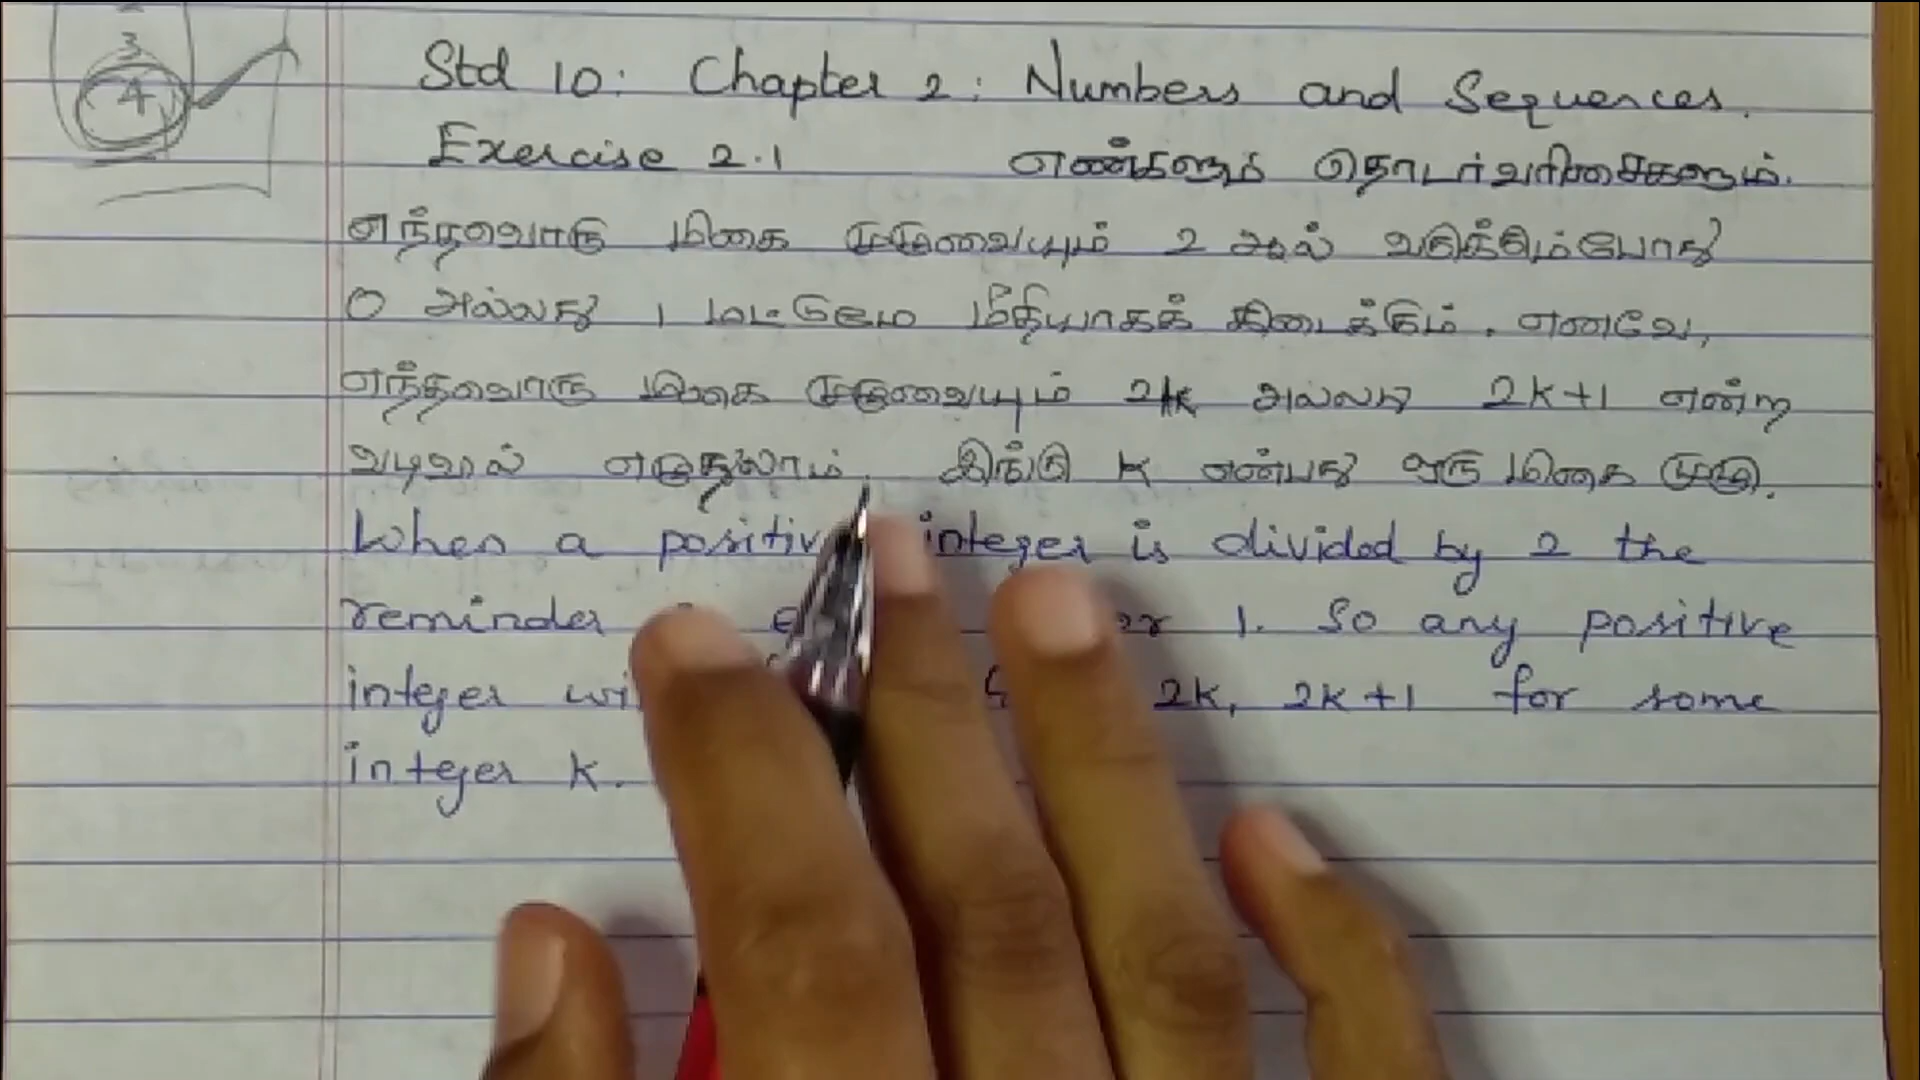 3
4
Std 10: Chapter 2: Numbers and Sequences.
Exercise 2.1 எண்களும் தொடர்வரிசைகளும்.
எந்தவொரு மிகை முழுவையும் 2 ஆல் வகுக்கும்போது
0 அல்லது 1 மட்டுமே மீதியாகக் கிடைக்கும். எனவே,
எந்தவொரு மிகை முழுவையும் 2k அல்லது 2k+1 என்ற
வடிவில் எழுதலாம். இங்கு k என்பது ஒரு மிகை முழு.
When a positive integer is divided by 2 the
reminder or 1. So any positive
integer 2k, 2k+1 for some
integer k.